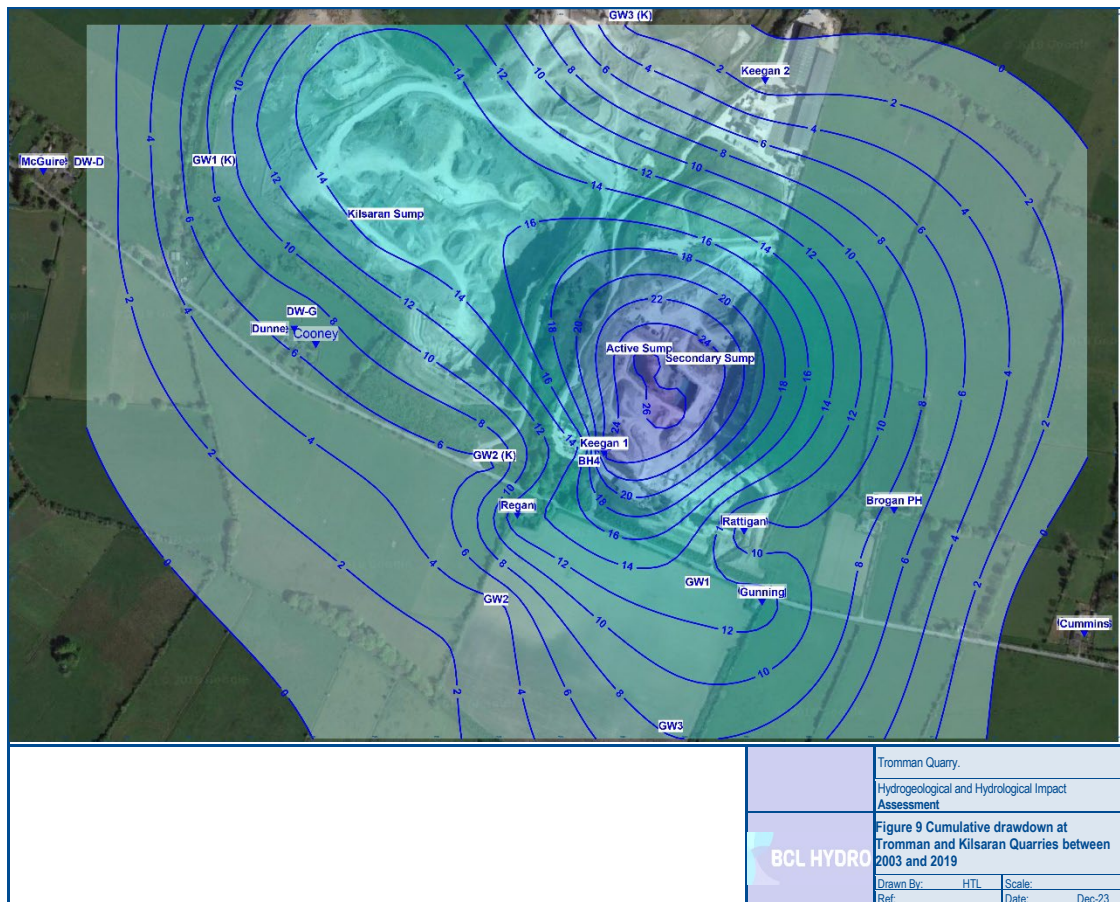 GW3 (K)
Keegan 2
McGuire DW-D
GW1 (K)
Kilsaran Sump
DW-G
Dunne
Cooney
Active Sump
Secondary Sump
Keegan 1
BH4
GW2 (K)
Regan
Brogan PH
Rattigan
GW1
Gunning
GW2
Cummins
GW3
0
2
4
6
8
10
12
14
16
18
20
22
24
26
Tromman Quarry.
Hydrogeological and Hydrological Impact
Assessment
BCL HYDRO
Figure 9 Cumulative drawdown at
Tromman and Kilsaran Quarries between
2003 and 2019
Drawn By: HTL Scale:
Ref: Date: Dec-23